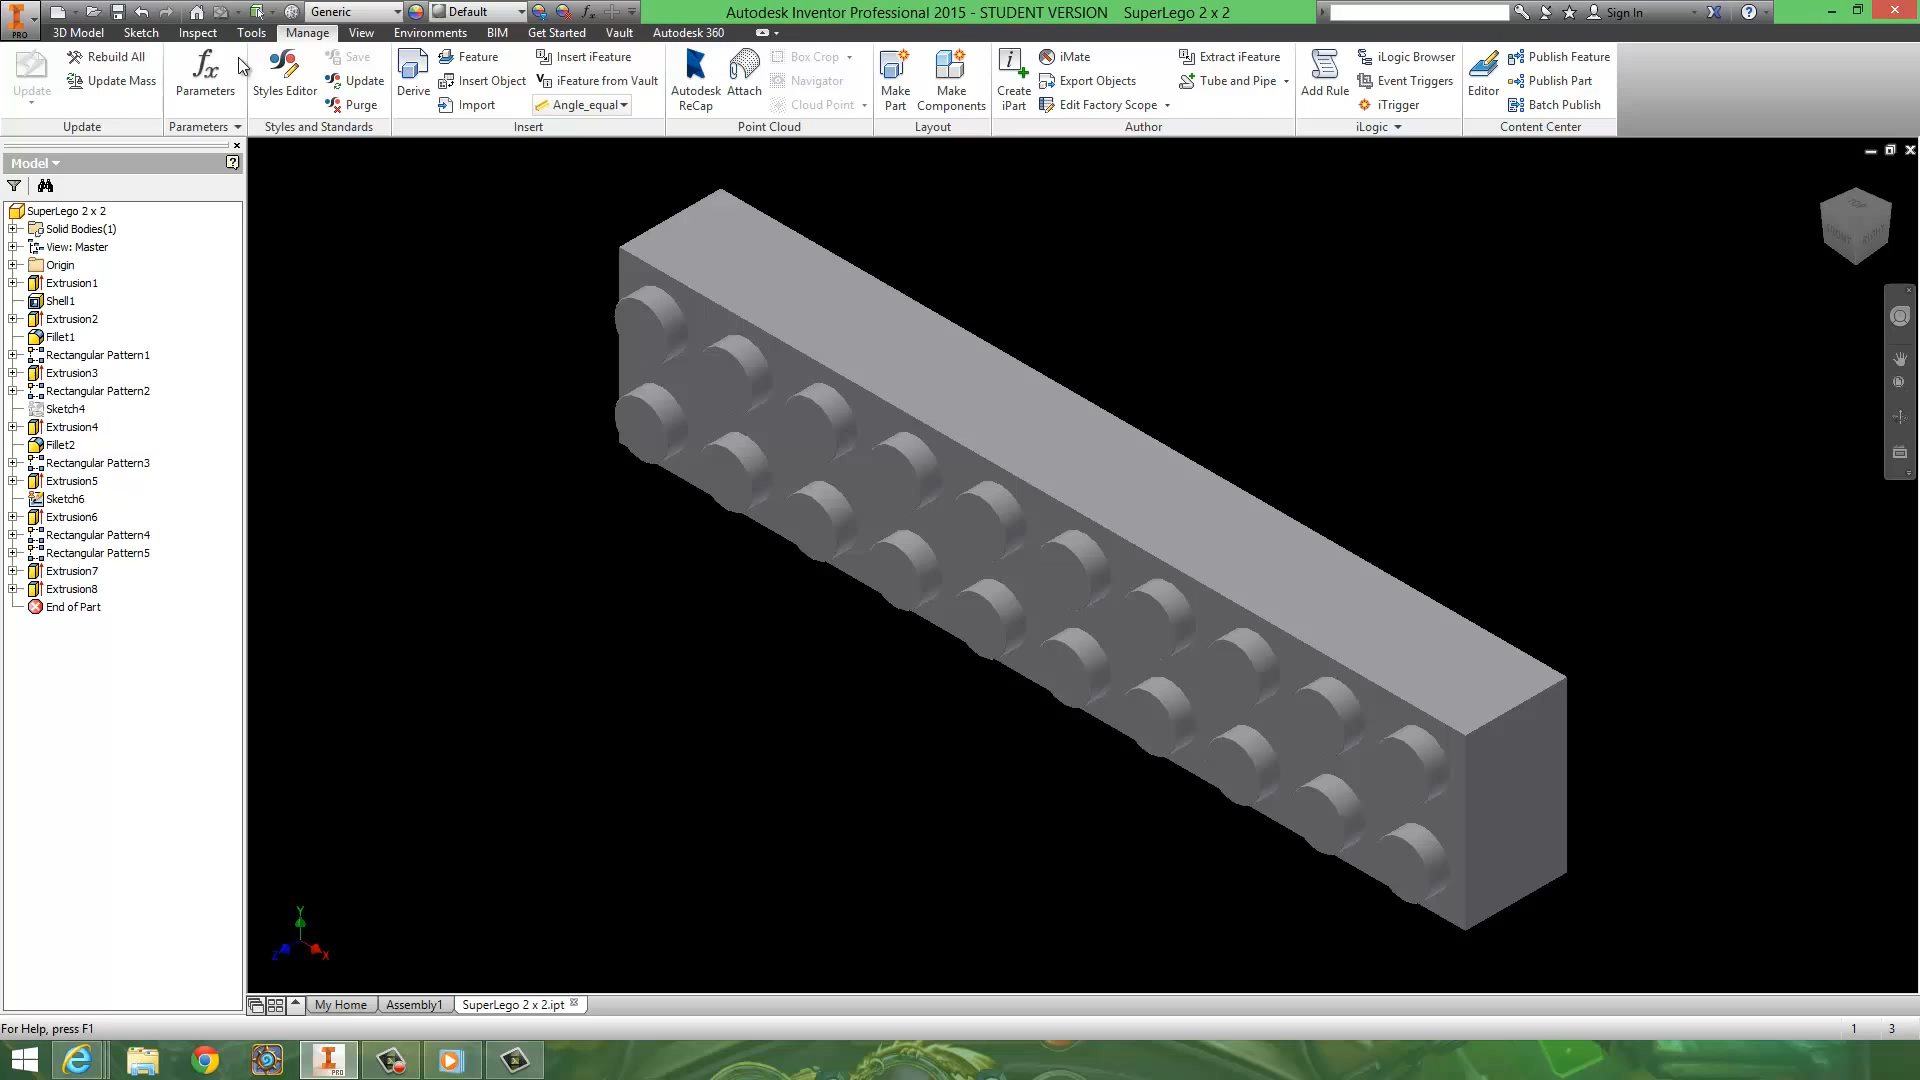 Generic
Default
Autodesk Inventor Professional 2015 - STUDENT VERSION SuperLego 2 x 2
Sign In
PRO
3D Model Sketch Inspect Tools Manage View Environments BIM Get Started Vault Autodesk 360
Update
Rebuild All
Update Mass
Update
Parameters
Parameters
Styles Editor
Save
Update
Purge
Styles and Standards
Derive
Feature
Insert Object
Import
Insert iFeature
iFeature from Vault
Angle_equal
Insert
Autodesk
ReCap
Attach
Box Crop
Navigator
Cloud Point
Point Cloud
Make
Part
Make
Components
Layout
Create
iPart
iMate
Export Objects
Edit Factory Scope
Extract iFeature
Tube and Pipe
Author
Add Rule
iLogic Browser
Event Triggers
iTrigger
iLogic
Editor
Publish Feature
Publish Part
Batch Publish
Content Center
Model
SuperLego 2 x 2
Solid Bodies(1)
View: Master
Origin
Extrusion1
Shell1
Extrusion2
Fillet1
Rectangular Pattern1
Extrusion3
Rectangular Pattern2
Sketch4
Extrusion4
Fillet2
Rectangular Pattern3
Extrusion5
Sketch6
Extrusion6
Rectangular Pattern4
Rectangular Pattern5
Extrusion7
Extrusion8
End of Part
TOP
FRONT
RIGHT
Y
Z
X
My Home Assembly1 SuperLego 2 x 2.ipt
For Help, press F1
1 3
PRO